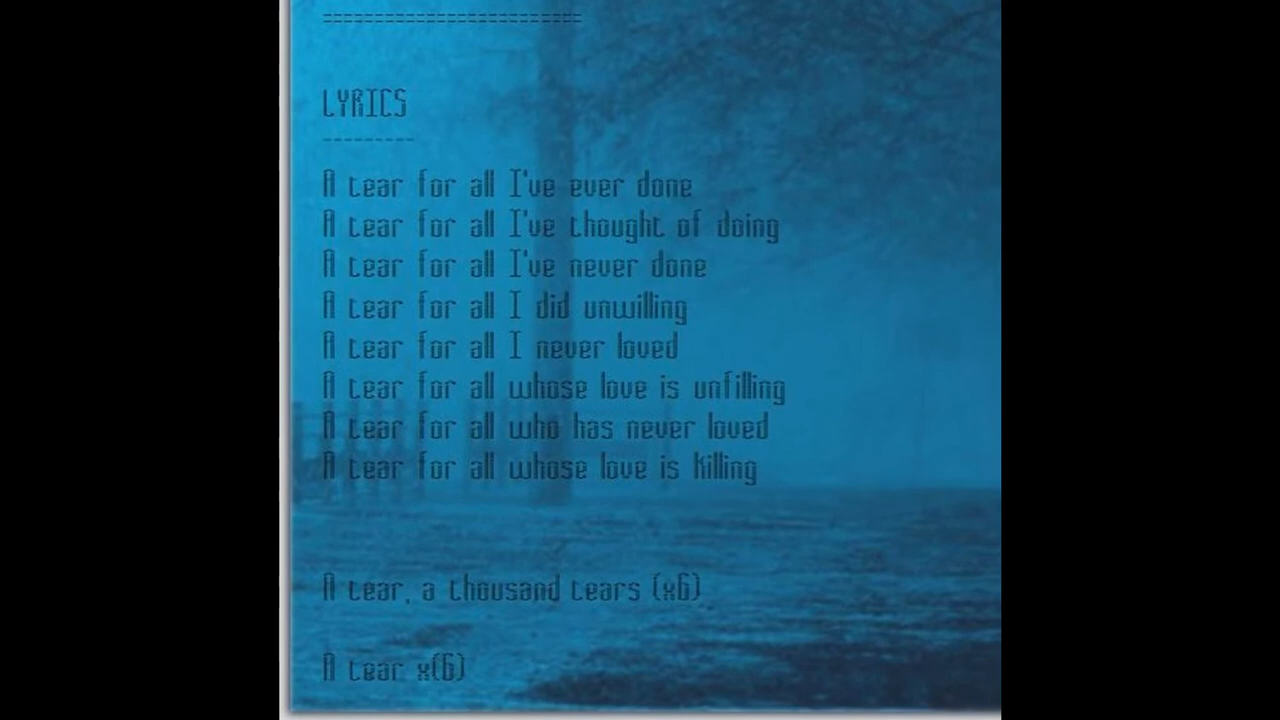 =========================
LYRICS
---------
A tear for all I've ever done
A tear for all I've thought of doing
A tear for all I've never done
A tear for all I did unwilling
A tear for all I never loved
A tear for all whose love is unfilling
A tear for all who has never loved
A tear for all whose love is killing
A tear, a thousand tears (x6)
A tear x(6)